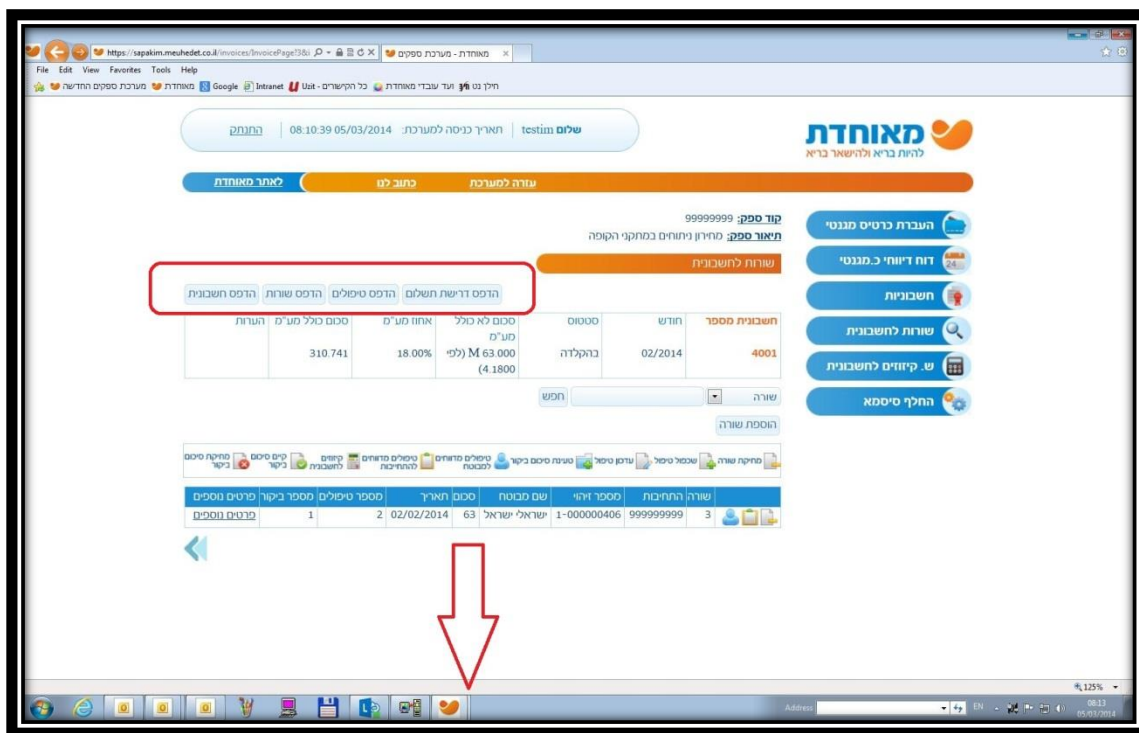 https://sapakim.meuhedet.co.il/invoices/InvoicePage?3&i
מאוחדת - מערכת ספקים
File Edit View Favorites Tools Help
מערכת ספקים החדשה מאוחדת Google Intranet Uzit - כל הקישורים ועד עובדי מאוחדת חילן נט
שלום testim | תאריך כניסה למערכת: 05/03/2014 08:10:39 | התנתק
מאוחדת
להיות בריא ולהישאר בריא
עזרה למערכת כתוב לנו לאתר מאוחדת
העברת כרטיס מגנטי
דוח דיווחי כ.מגנטי
חשבוניות
שורות לחשבונית
ש. קיזוזים לחשבונית
החלף סיסמא
קוד ספק: 99999999
תיאור ספק: מחירון ניתוחים במתקני הקופה
שורות לחשבונית
הדפס דרישת תשלום הדפס טיפולים הדפס שורות הדפס חשבונית
חשבונית מספר חודש סטטוס סכום לא כולל מע"מ אחוז מע"מ סכום כולל מע"מ הערות
4001 02/2014 בהקלדה 63.000 M (לפי 4.1800) 18.00% 310.741
שורה חפש
הוספת שורה
מחיקת שורה שכפול טיפול עדכון טיפול טעינת סיכום ביקור טיפולים מדווחים למבוטח טיפולים מדווחים להתחייבות קיזוזים לחשבונית קיים סיכום ביקור מחיקת סיכום ביקור
שורה התחיבות מספר זיהוי שם מבוטח סכום תאריך מספר טיפולים מספר ביקור פרטים נוספים
3 999999999 1-000000406 ישראלי ישראל 63 02/02/2014 2 1 פרטים נוספים
125%
Address EN 08:13
05/03/2014